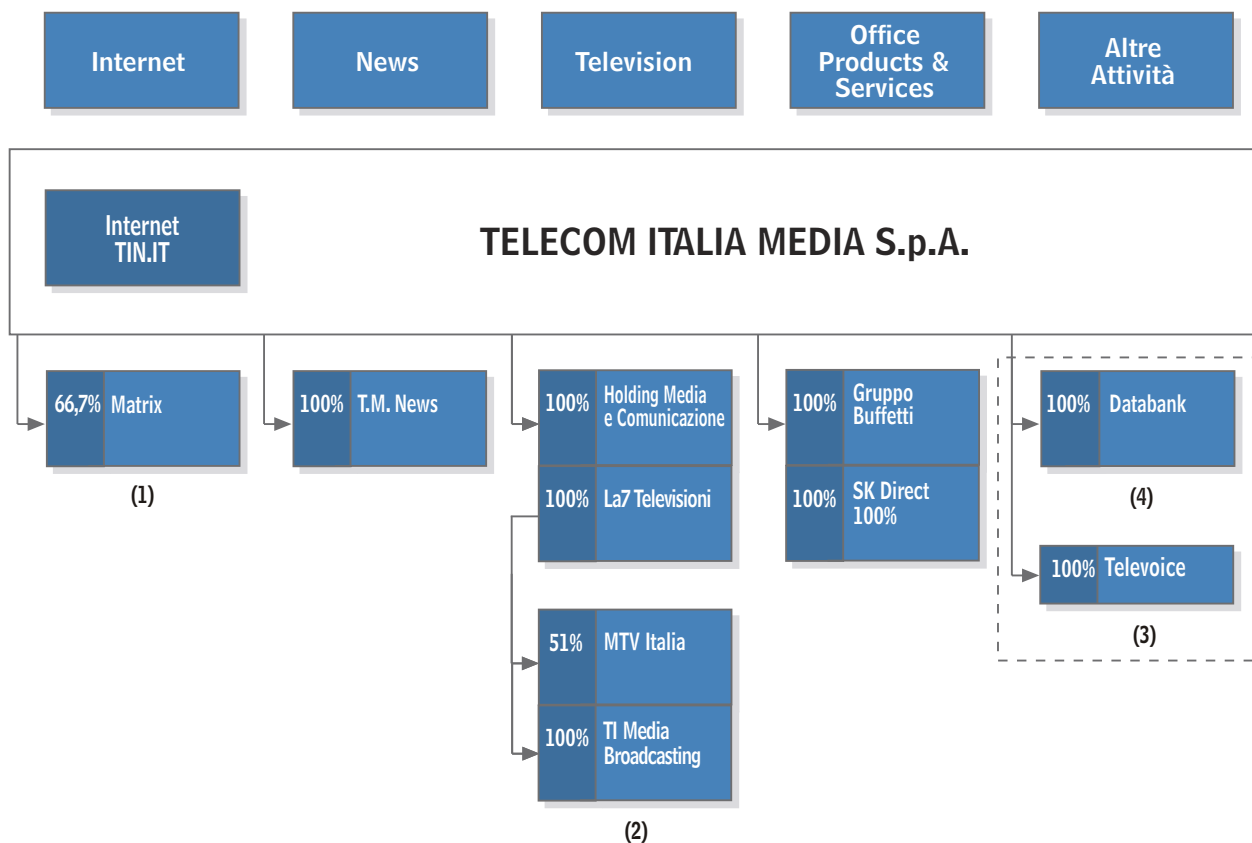 Internet
News
Television
Office
Products &
Services
Altre
Attività
Internet
TIN.IT
TELECOM ITALIA MEDIA S.p.A.
66,7% Matrix
(1)
100% T.M. News
100% Holding Media
e Comunicazione
100% La7 Televisioni
51% MTV Italia
100% TI Media
Broadcasting
(2)
100% Gruppo
Buffetti
100% SK Direct
100%
100% Databank
(4)
100% Televoice
(3)